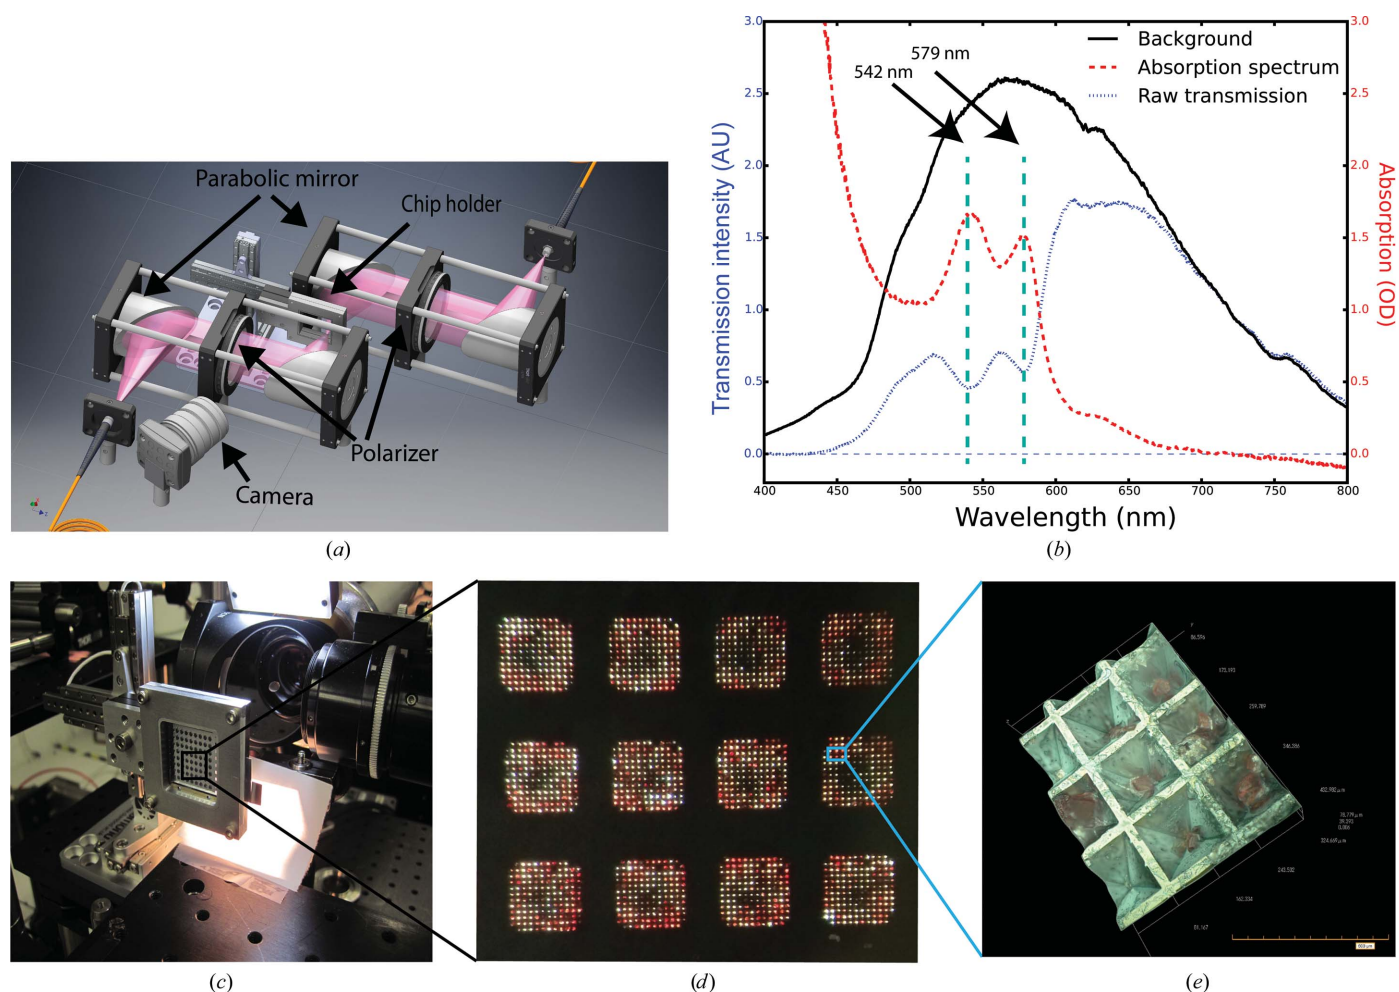 Parabolic mirror
Chip holder
Polarizer
Camera
(a)
542 nm
579 nm
Background
Absorption spectrum
Raw transmission
Transmission intensity (AU)
3.0
2.5
2.0
1.5
1.0
0.5
0.0
Absorption (OD)
3.0
2.5
2.0
1.5
1.0
0.5
0.0
400 450 500 550 600 650 700 750 800
Wavelength (nm)
(b)
(c)
(d)
(e)